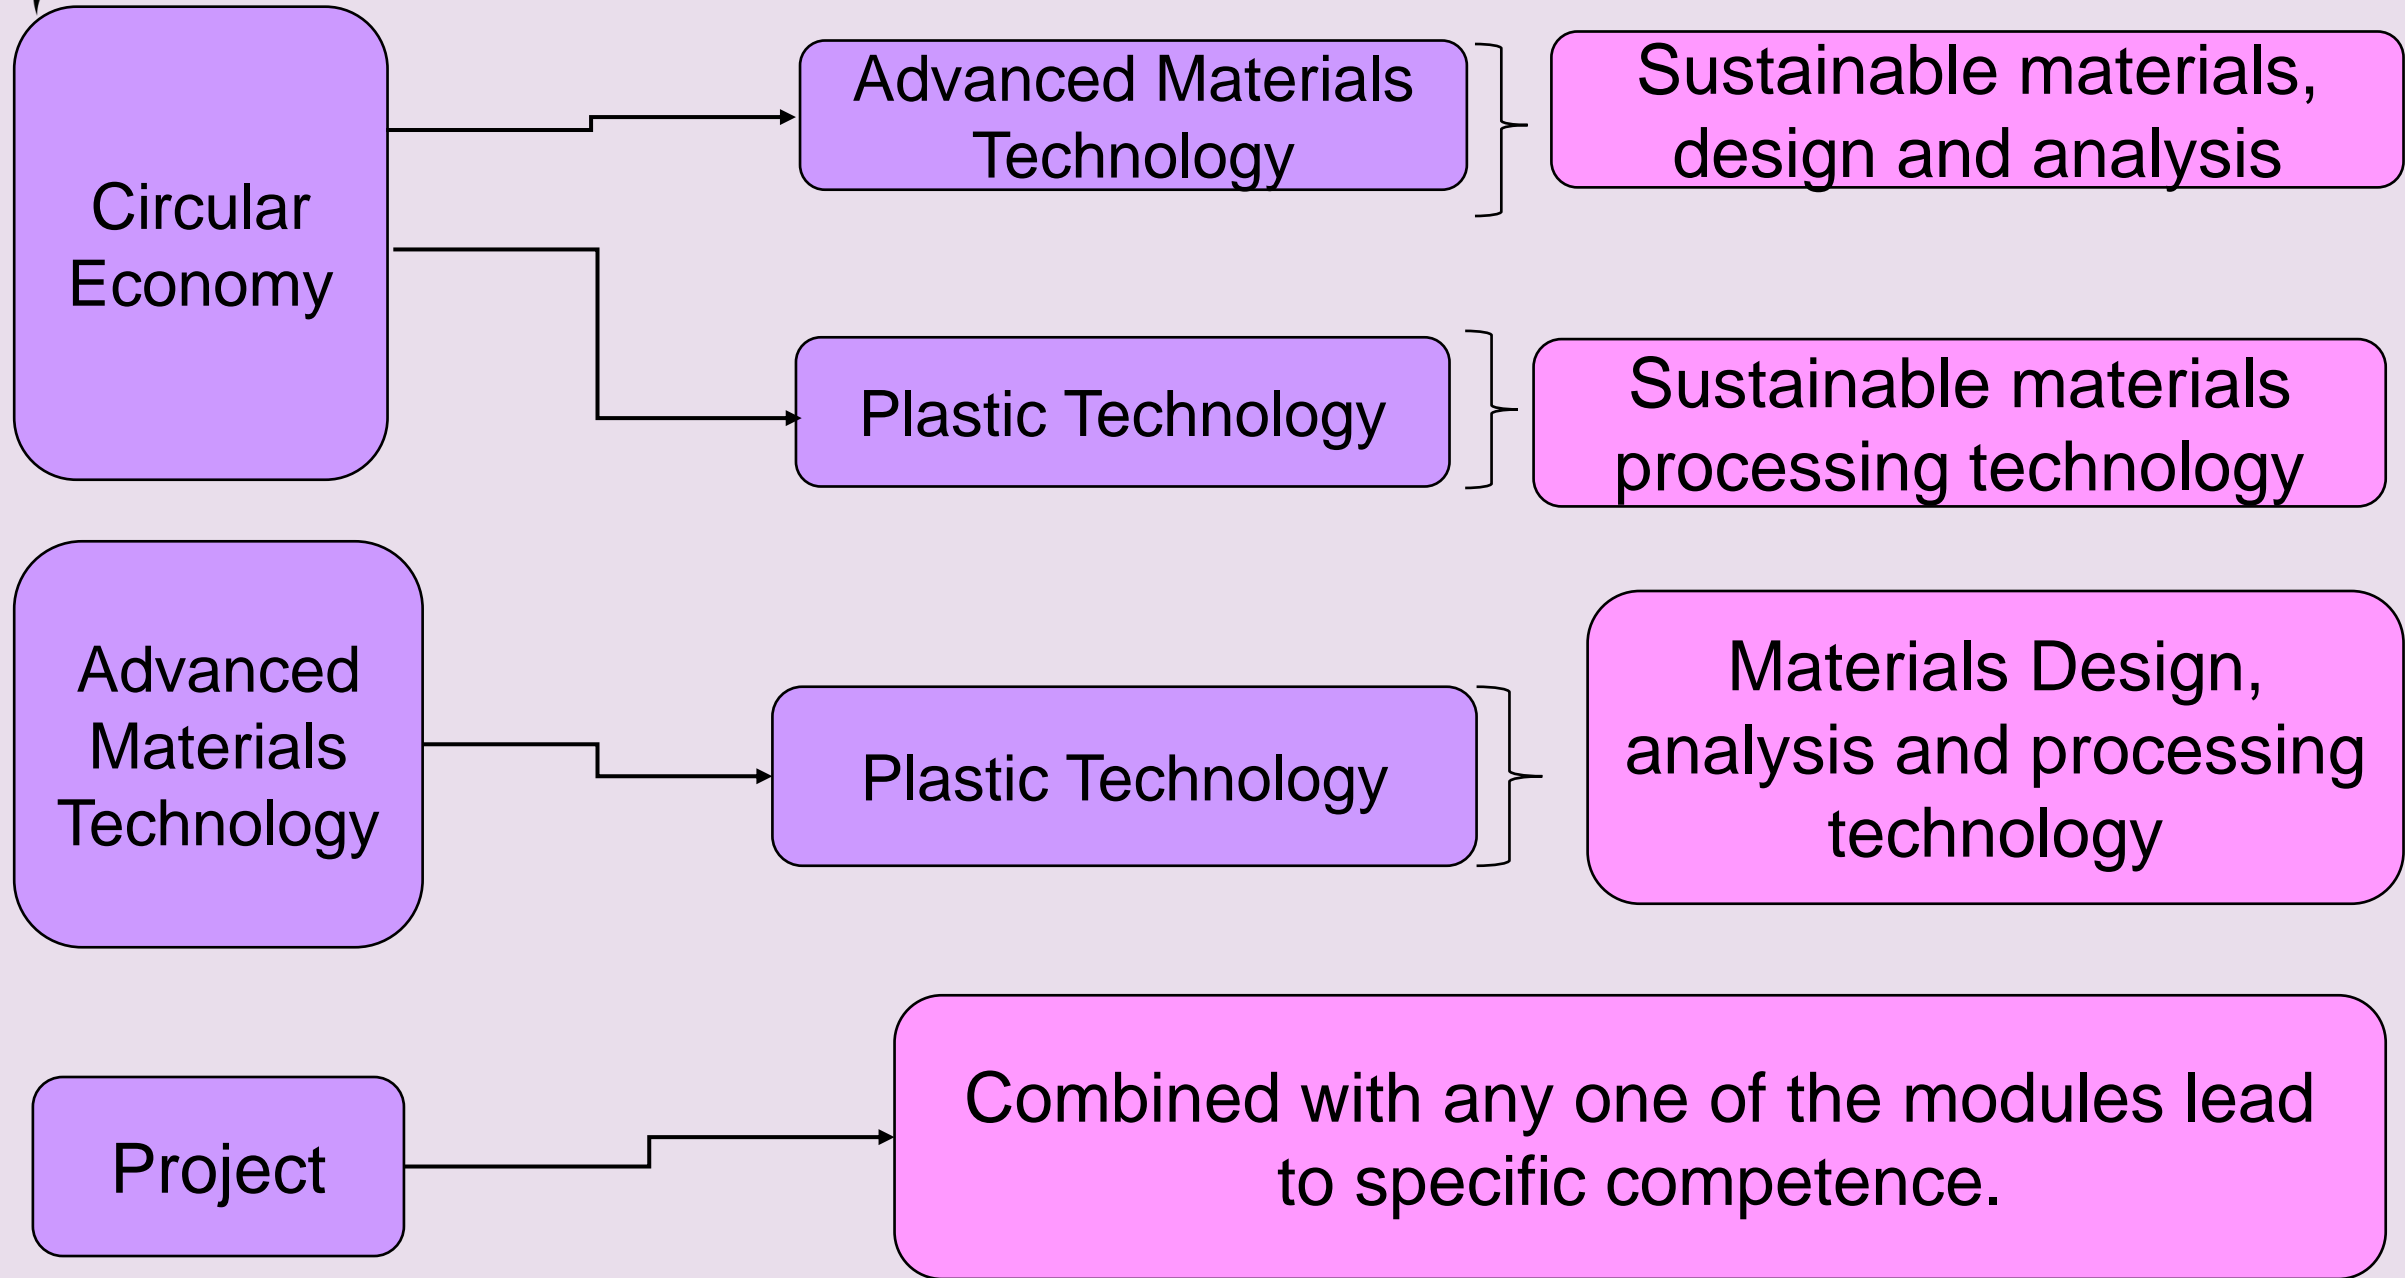 Circular
Economy
Advanced Materials
Technology
Sustainable materials,
design and analysis
Plastic Technology
Sustainable materials
processing technology
Advanced
Materials
Technology
Plastic Technology
Materials Design,
analysis and processing
technology
Project
Combined with any one of the modules lead
to specific competence.